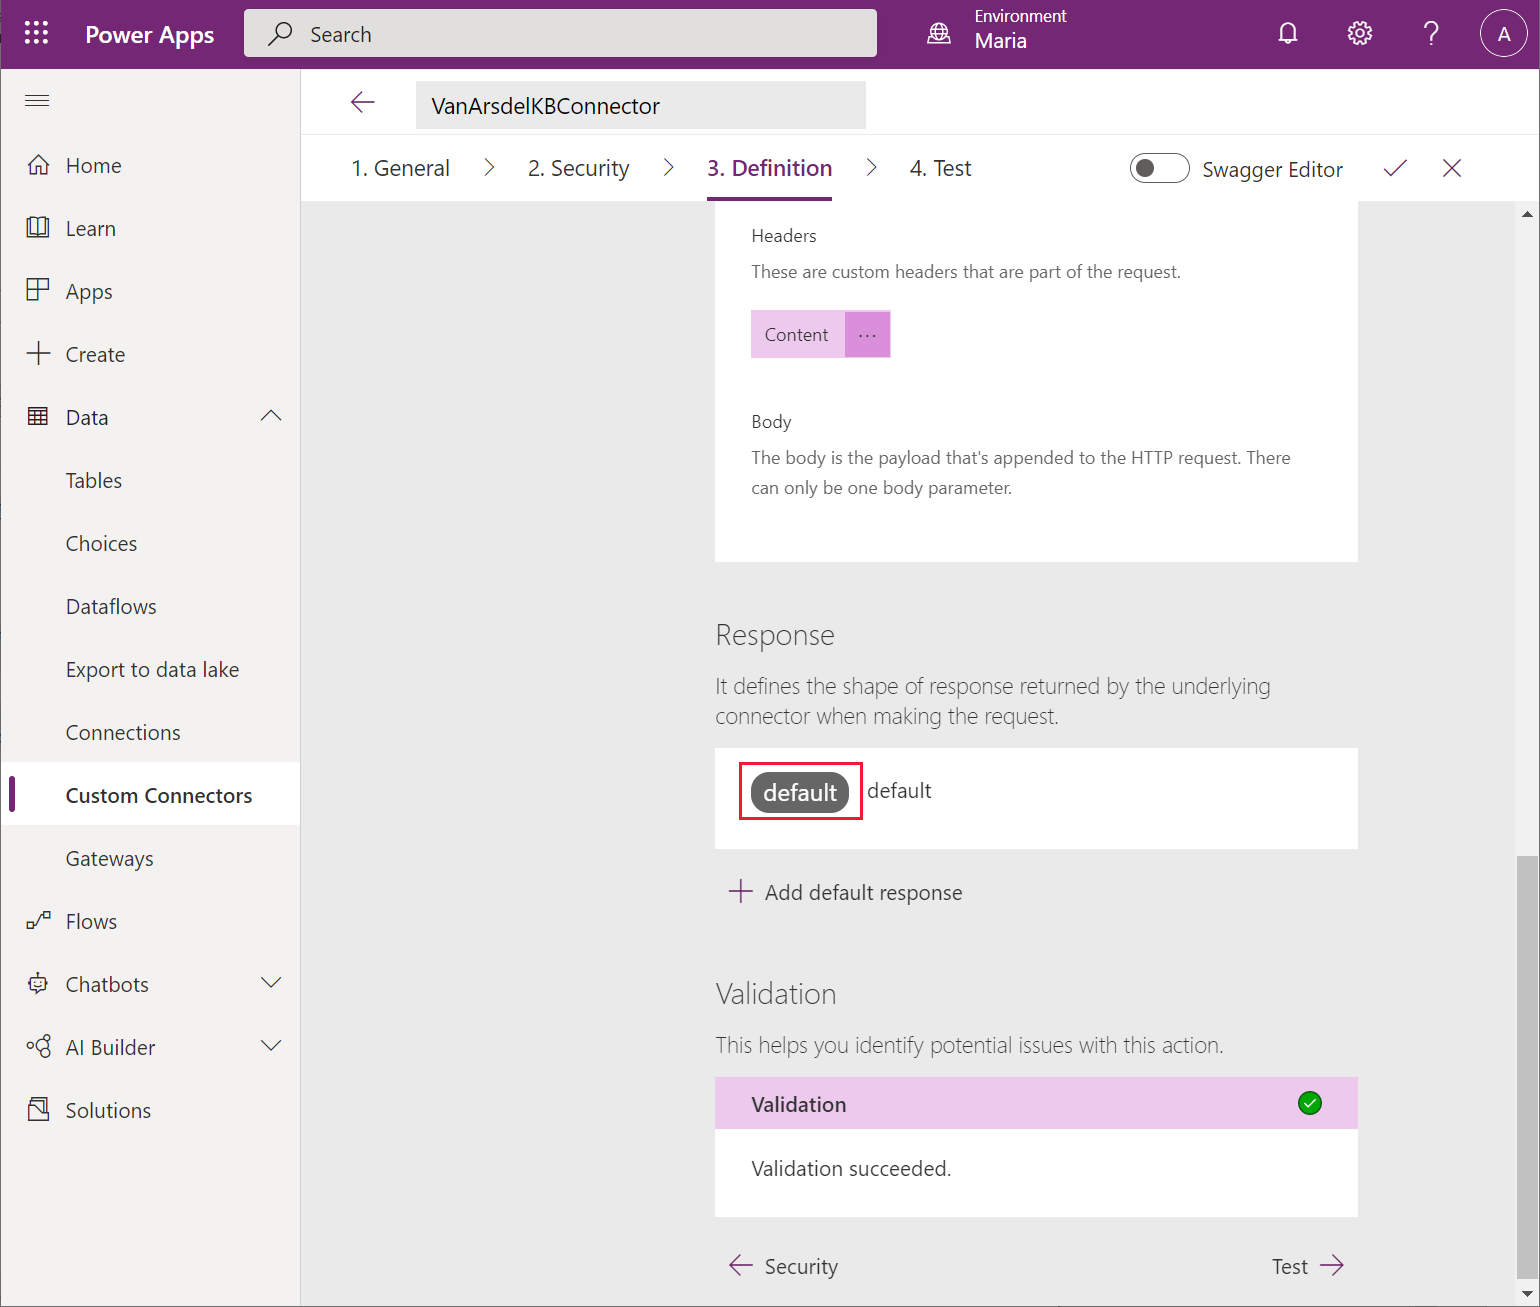 Power Apps
Search
Environment
Maria
?
A
VanArsdelKBConnector
1. General
2. Security
3. Definition
4. Test
Swagger Editor
Home
Learn
Apps
Create
Data
Tables
Choices
Dataflows
Export to data lake
Connections
Custom Connectors
Gateways
Flows
Chatbots
AI Builder
Solutions
Headers
These are custom headers that are part of the request.
Content ...
Body
The body is the payload that's appended to the HTTP request. There
can only be one body parameter.
Response
It defines the shape of response returned by the underlying
connector when making the request.
default default
Add default response
Validation
This helps you identify potential issues with this action.
Validation
Validation succeeded.
Security
Test